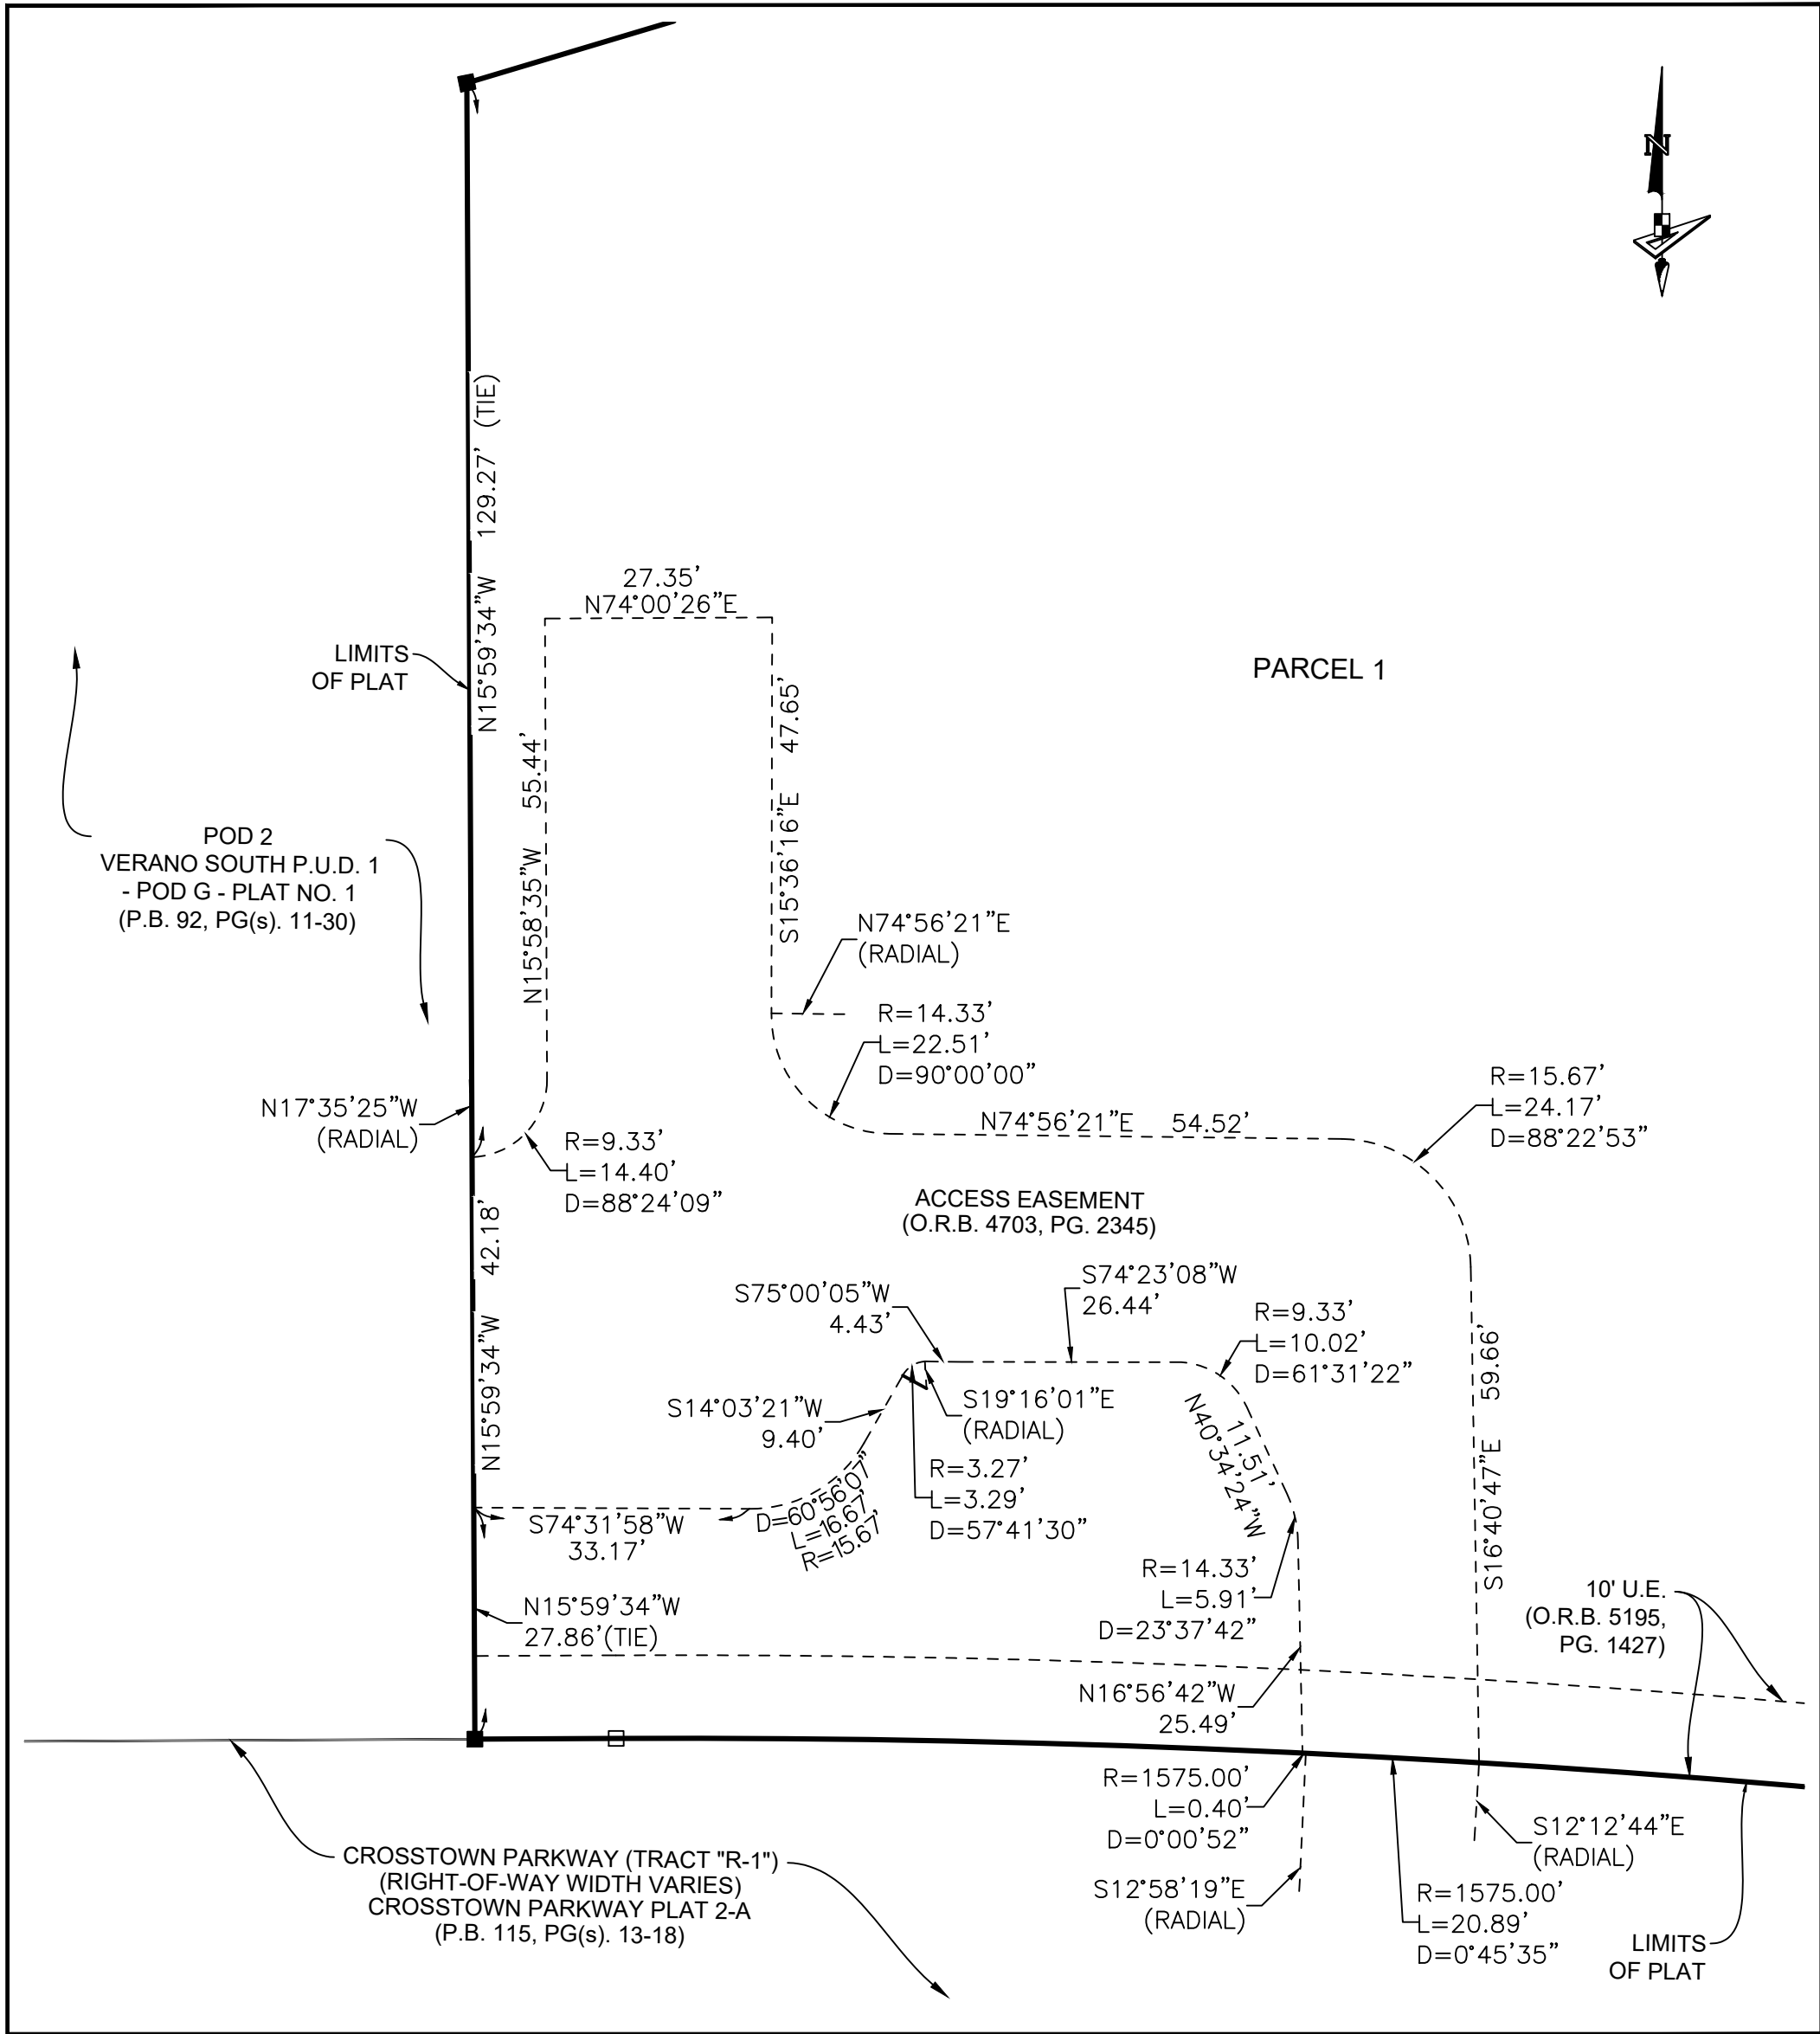 N
(TIE)
129.27'
N15°59'34"W
27.35'
N74°00'26"E
LIMITS
OF PLAT
PARCEL 1
N15°58'35"W 55.44'
S15°36'16"E 47.65'
POD 2
VERANO SOUTH P.U.D. 1
- POD G - PLAT NO. 1
(P.B. 92, PG(s). 11-30)
N74°56'21"E
(RADIAL)
R=14.33'
L=22.51'
D=90°00'00"
R=15.67'
L=24.17'
D=88°22'53"
N17°35'25"W
(RADIAL)
N74°56'21"E 54.52'
R=9.33'
L=14.40'
D=88°24'09"
ACCESS EASEMENT
(O.R.B. 4703, PG. 2345)
N15°59'34"W 42.18'
S75°00'05"W
4.43'
S74°23'08"W
26.44'
R=9.33'
L=10.02'
D=61°31'22"
S16°40'47"E 59.66'
S14°03'21"W
9.40'
S19°16'01"E
(RADIAL)
11.51'
N40°34'24"W
R=3.27'
L=3.29'
D=57°41'30"
D=60°56'07"
L=16.67'
R=15.67'
S74°31'58"W
33.17'
R=14.33'
L=5.91'
D=23°37'42"
10' U.E.
(O.R.B. 5195,
PG. 1427)
N15°59'34"W
27.86'(TIE)
N16°56'42"W
25.49'
R=1575.00'
L=0.40'
D=0°00'52"
S12°58'19"E
(RADIAL)
S12°12'44"E
(RADIAL)
R=1575.00'
L=20.89'
D=0°45'35"
LIMITS
OF PLAT
CROSSTOWN PARKWAY (TRACT "R-1")
(RIGHT-OF-WAY WIDTH VARIES)
CROSSTOWN PARKWAY PLAT 2-A
(P.B. 115, PG(s). 13-18)